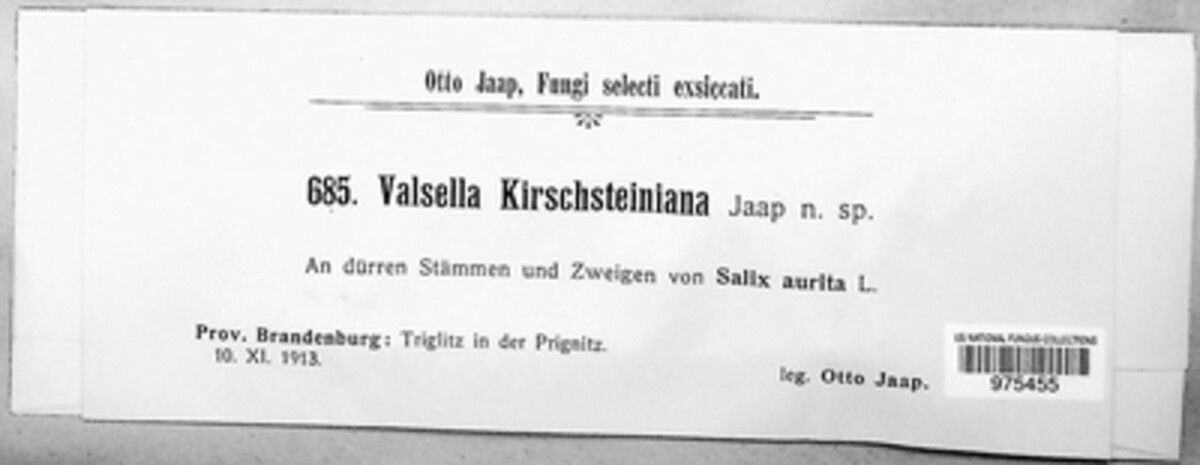 Otto Jaap, Fungi selecti exsiccati.
685. Valsella Kirschsteiniana Jaap n. sp.
An dürren Stämmen und Zweigen von Salix aurita L.
Prov. Brandenburg: Triglitz in der Prignitz.
10. XI. 1913.
leg. Otto Jaap.
US NATIONAL FUNGUS COLLECTIONS
975455